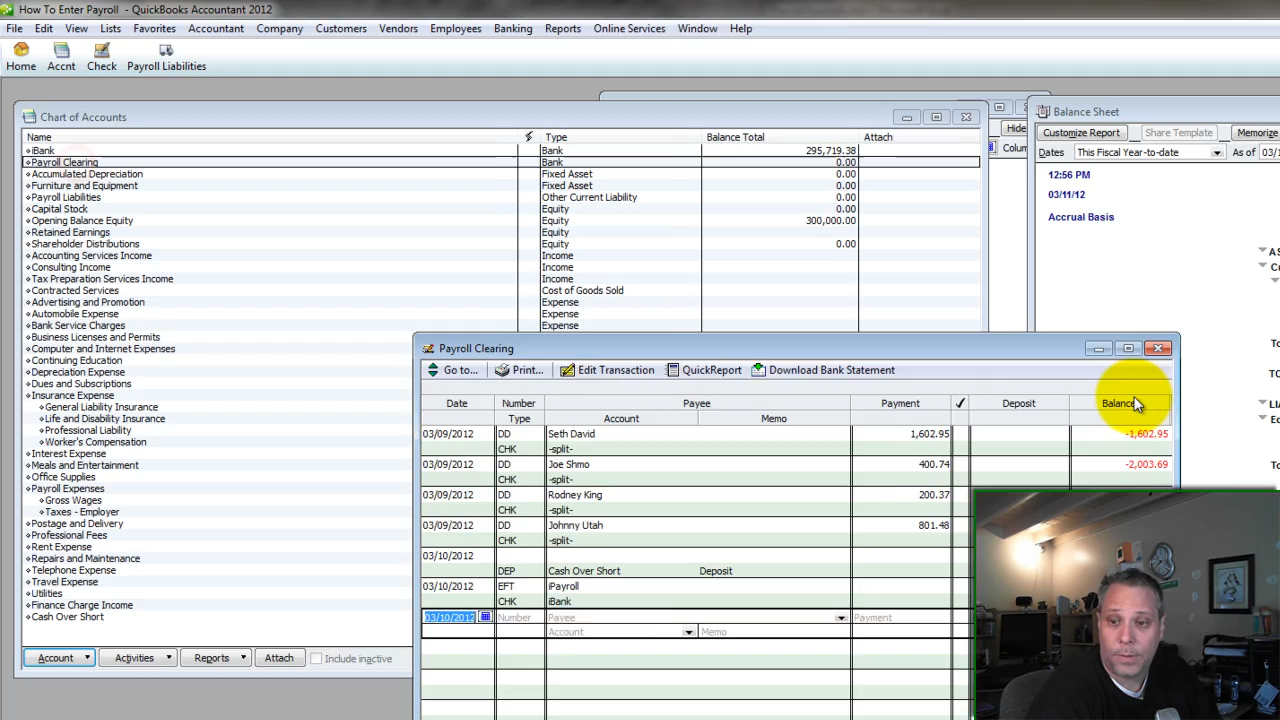 How To Enter Payroll - QuickBooks Accountant 2012
File Edit View Lists Favorites Accountant Company Customers Vendors Employees Banking Reports Online Services Window Help
Home Accnt Check Payroll Liabilities
Chart of Accounts
Name Type Balance Total Attach
iBank Bank 295,719.38
Payroll Clearing Bank 0.00
Accumulated Depreciation Fixed Asset 0.00
Furniture and Equipment Fixed Asset 0.00
Payroll Liabilities Other Current Liability 0.00
Capital Stock Equity 0.00
Opening Balance Equity Equity 300,000.00
Retained Earnings Equity
Shareholder Distributions Equity 0.00
Accounting Services Income Income
Consulting Income Income
Tax Preparation Services Income Income
Contracted Services Cost of Goods Sold
Advertising and Promotion Expense
Automobile Expense Expense
Bank Service Charges Expense
Business Licenses and Permits
Computer and Internet Expenses
Continuing Education
Depreciation Expense
Dues and Subscriptions
Insurance Expense
General Liability Insurance
Life and Disability Insurance
Professional Liability
Worker's Compensation
Interest Expense
Meals and Entertainment
Office Supplies
Payroll Expenses
Gross Wages
Taxes - Employer
Postage and Delivery
Professional Fees
Rent Expense
Repairs and Maintenance
Telephone Expense
Travel Expense
Utilities
Finance Charge Income
Cash Over Short
Account Activities Reports Attach Include inactive
Hide
Colum
Balance Sheet
Customize Report Share Template Memorize
Dates This Fiscal Year-to-date As of 03/1
12:56 PM
03/11/12
Accrual Basis
AS
Cu
To
TO
LIA
Eq
To
Payroll Clearing
Go to... Print... Edit Transaction QuickReport Download Bank Statement
Date Number Payee Payment ✓ Deposit Balance
Type Account Memo
03/09/2012 DD Seth David 1,602.95 -1,602.95
CHK -split-
03/09/2012 DD Joe Shmo 400.74 -2,003.69
CHK -split-
03/09/2012 DD Rodney King 200.37
CHK -split-
03/09/2012 DD Johnny Utah 801.48
CHK -split-
03/10/2012
DEP Cash Over Short Deposit
03/10/2012 EFT iPayroll
CHK iBank
03/10/2012 Number Payee Payment
Account Memo